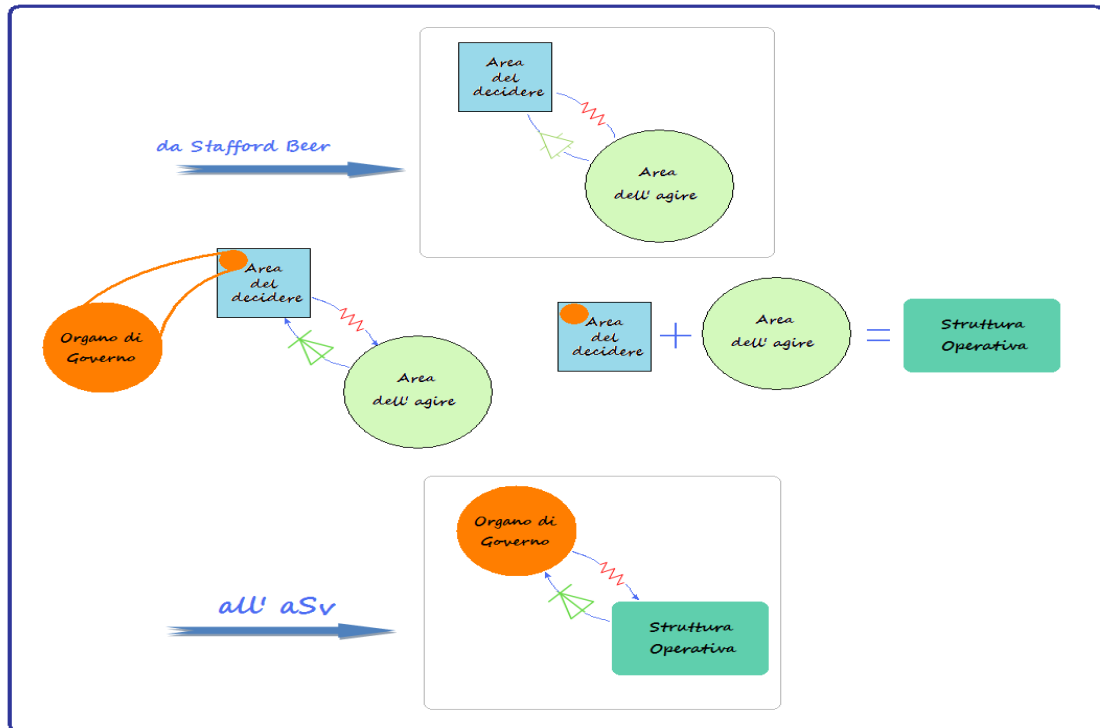 Area
del
decidere
da Stafford Beer
Area
dell' agire
Area
del
decidere
Organo di
Governo
Area
dell' agire
Area
del
decidere
+
Area
dell' agire
=
Struttura
Operativa
Organo di
Governo
all' aSv
Struttura
Operativa